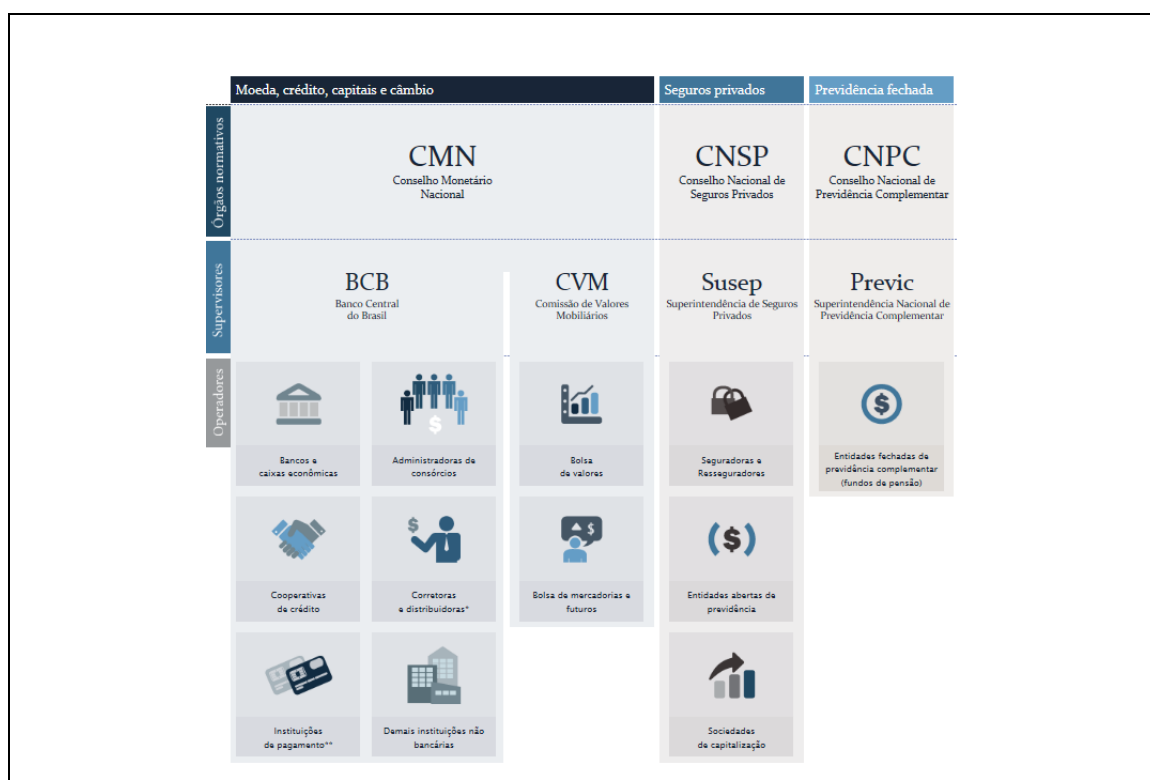 Moeda, crédito, capitais e câmbio
Seguros privados
Previdência fechada
Órgãos normativos
CMN
Conselho Monetário
Nacional
CNSP
Conselho Nacional de
Seguros Privados
CNPC
Conselho Nacional de
Previdência Complementar
Supervisores
BCB
Banco Central
do Brasil
CVM
Comissão de Valores
Mobiliários
Susep
Superintendência de Seguros
Privados
Previc
Superintendência Nacional de
Previdência Complementar
Operadores
Bancos e
caixas econômicas
Administradoras de
consórcios
Bolsa
de valores
Seguradoras e
Resseguradores
Entidades fechadas de
previdência complementar
(fundos de pensão)
Cooperativas
de crédito
Corretoras
e distribuidoras*
Bolsa de mercadorias e
futuros
Entidades abertas de
previdência
Instituições
de pagamento**
Demais instituições não
bancárias
Sociedades
de capitalização